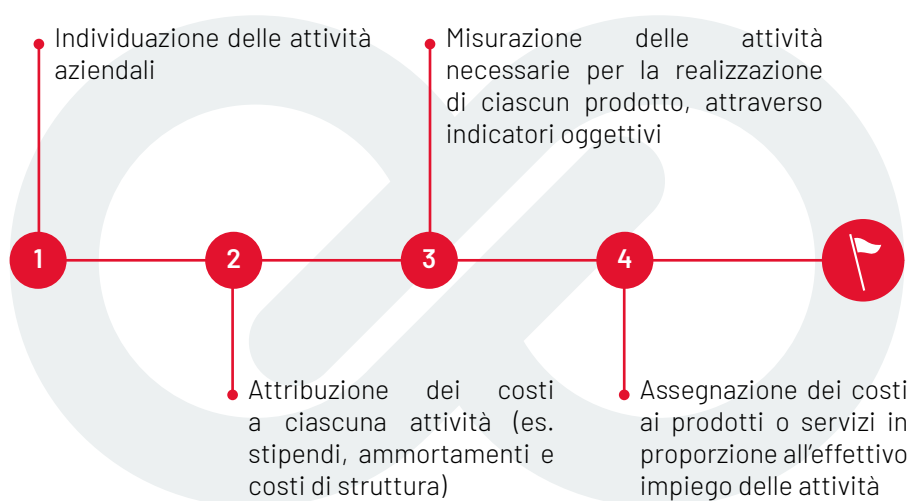 Individuazione delle attività
aziendali
Misurazione delle attività
necessarie per la realizzazione
di ciascun prodotto, attraverso
indicatori oggettivi
1
2
3
4
Attribuzione dei costi
a ciascuna attività (es.
stipendi, ammortamenti e
costi di struttura)
Assegnazione dei costi
ai prodotti o servizi in
proporzione all’effettivo
impiego delle attività